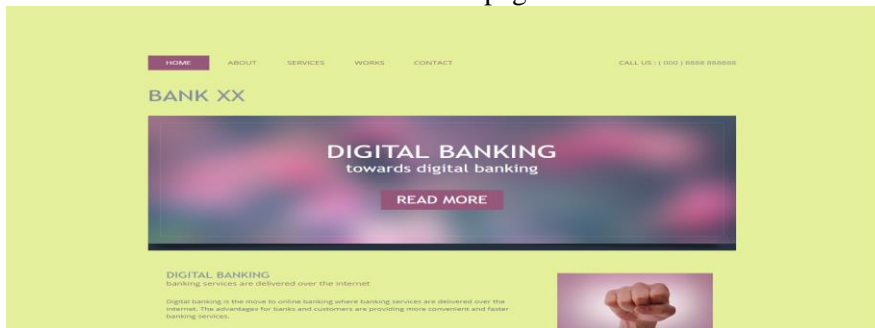 HOME ABOUT SERVICES WORKS CONTACT CALL US : ( 000 ) 8888 888888
BANK XX
DIGITAL BANKING
towards digital banking
READ MORE
DIGITAL BANKING
banking services are delivered over the internet
Digital banking is the move to online banking where banking services are delivered over the
internet. The advantages for banks and customers are providing more convenient and faster
banking services.